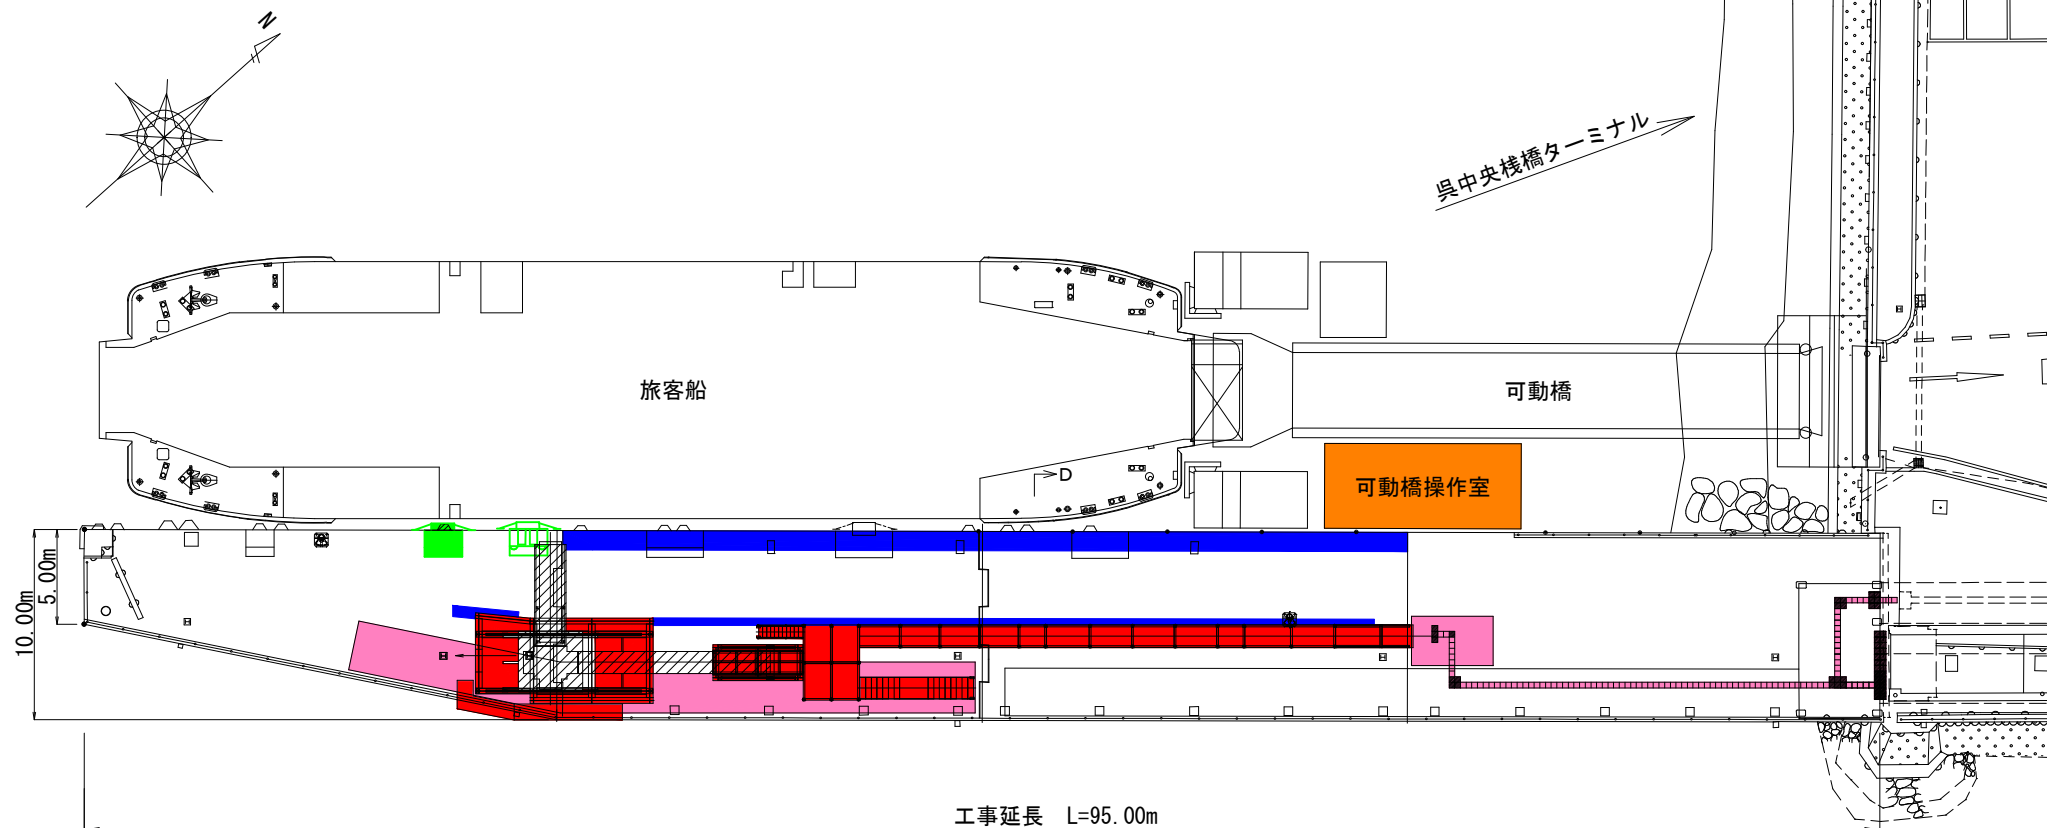 N
呉中央桟橋ターミナル
旅客船
可動橋
D
可動橋操作室
5.00m
10.00m
工事延長 L=95.00m